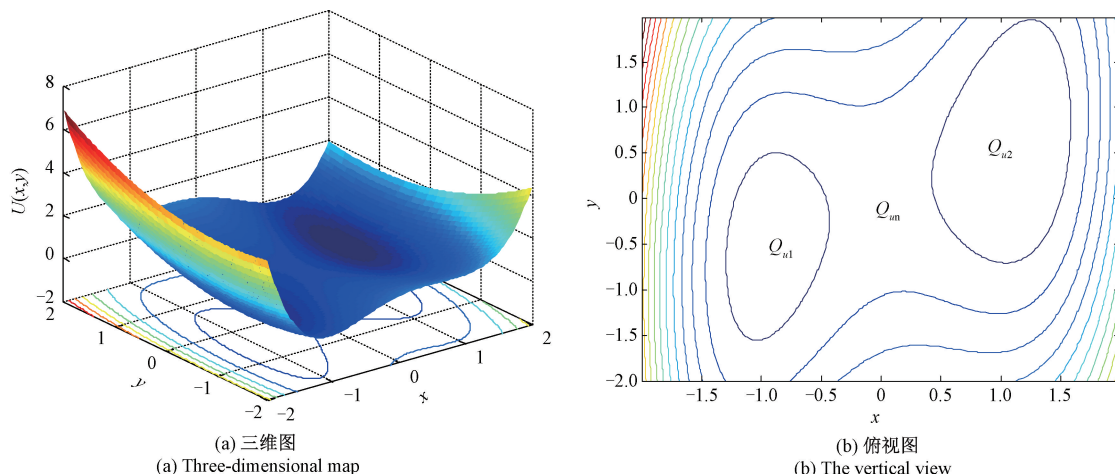 8
6
4
2
0
−2
U(x,y)
2
1
0
−1
−2
y
−2
−1
0
1
2
x
(a) 三维图
(a) Three-dimensional map
1.5
1.0
0.5
0
−0.5
−1.0
−1.5
−2.0
y
Qu2
Qun
Qu1
−1.5
−1.0
−0.5
0
0.5
1.0
1.5
x
(b) 俯视图
(b) The vertical view